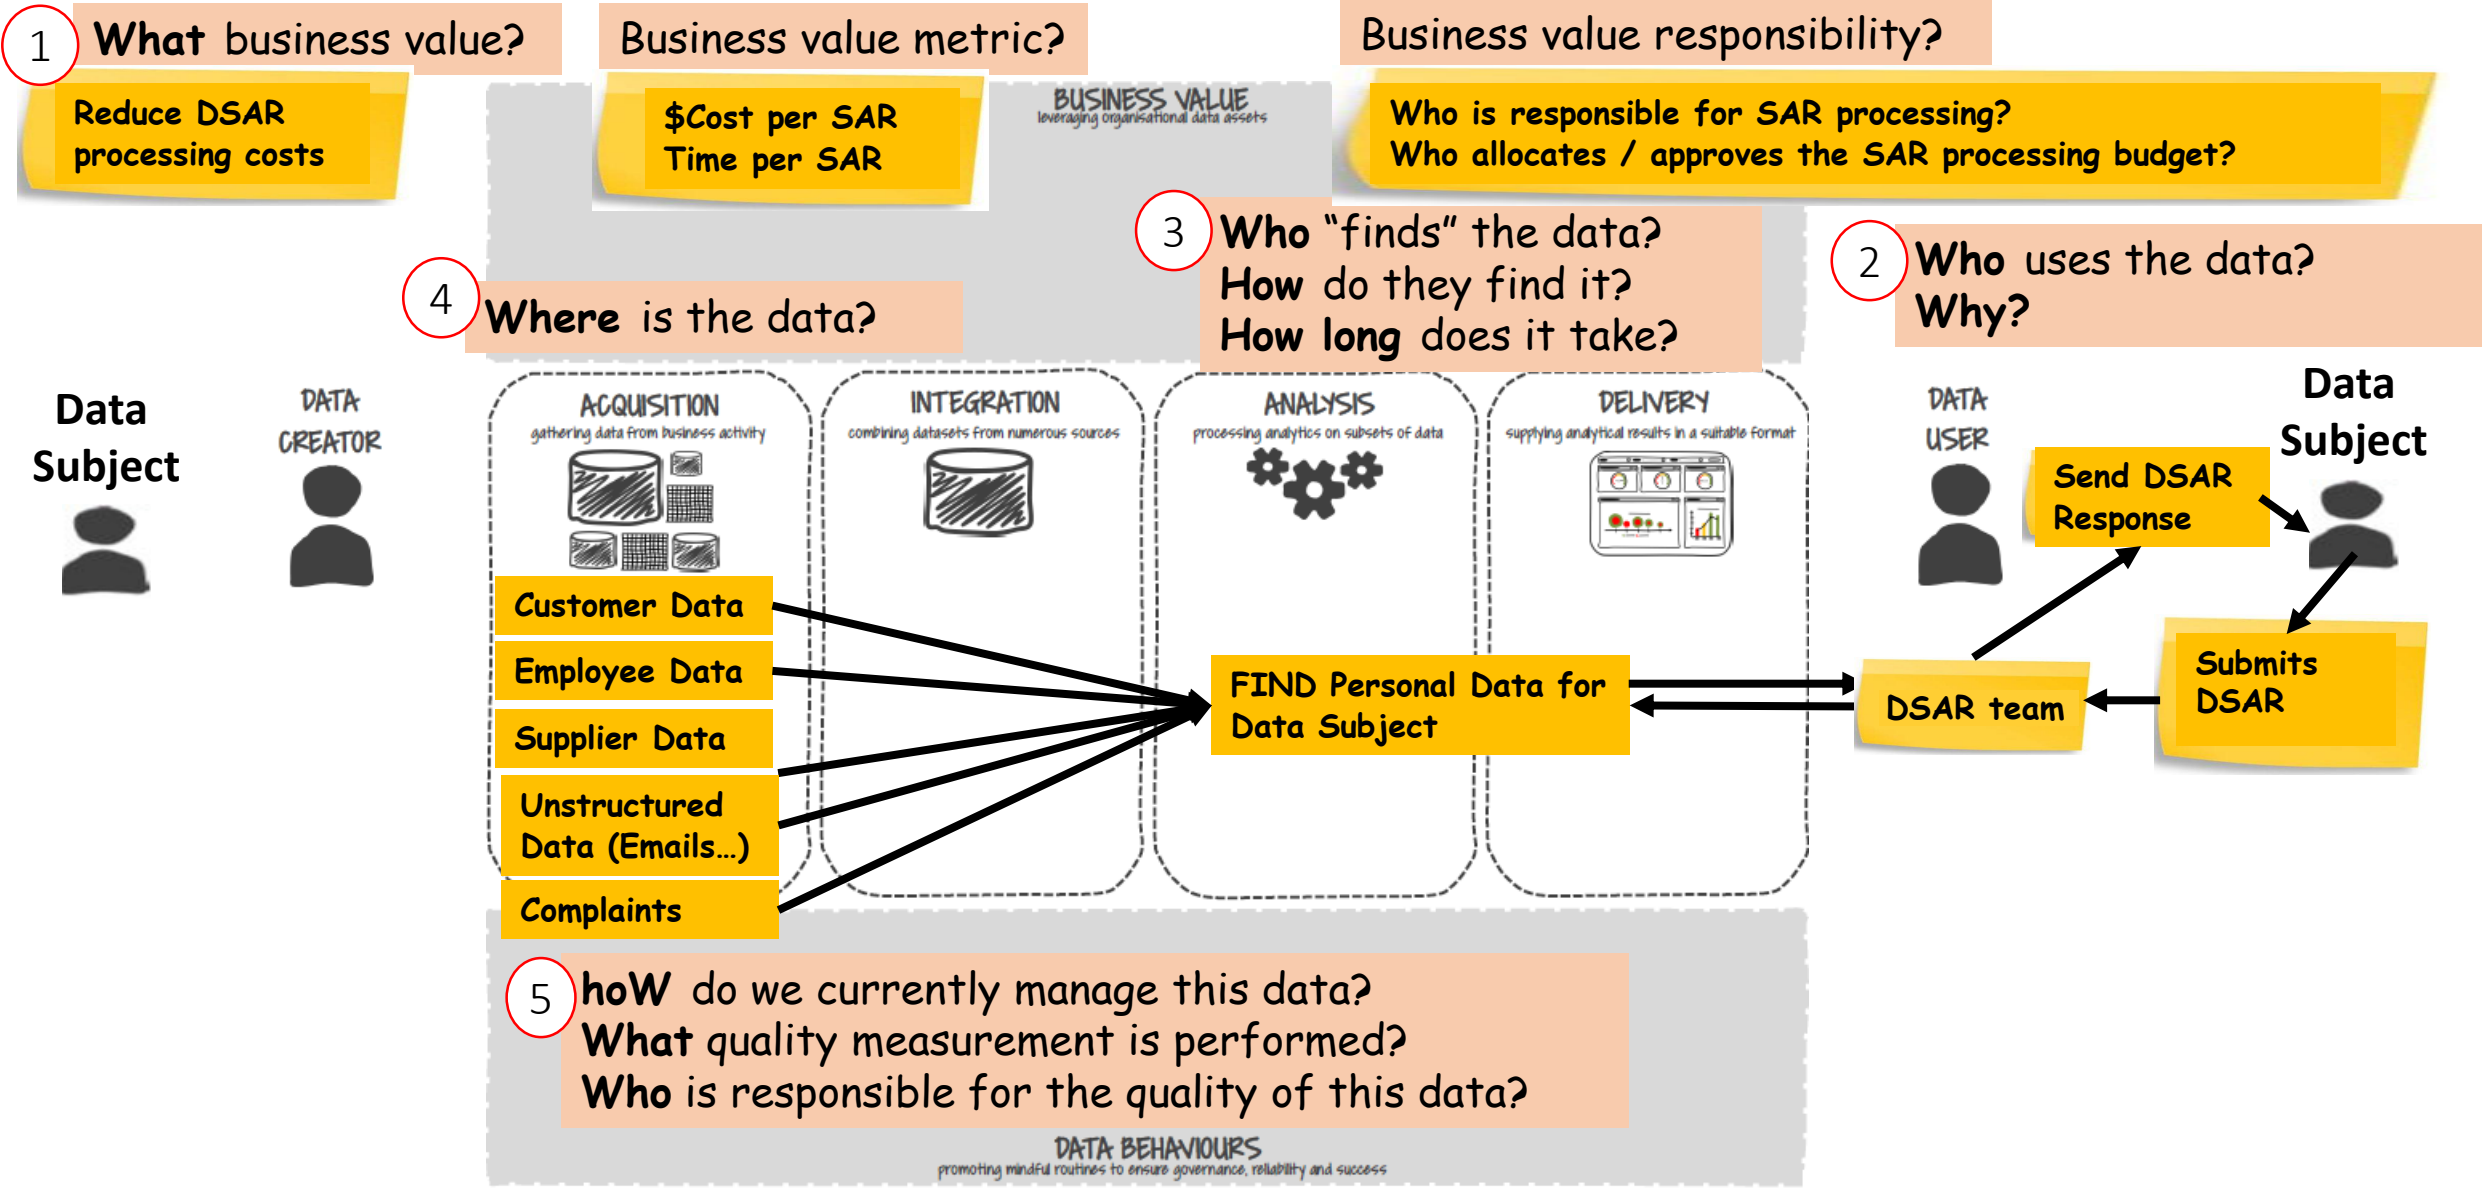 1
What business value?
Business value metric?
Business value responsibility?
Reduce DSAR
processing costs
$Cost per SAR
Time per SAR
BUSINESS VALUE
leveraging organisational data assets
Who is responsible for SAR processing?
Who allocates / approves the SAR processing budget?
4
Where is the data?
3
Who “finds” the data?
How do they find it?
How long does it take?
2
Who uses the data?
Why?
Data
Subject
DATA
CREATOR
ACQUISITION
gathering data from business activity
INTEGRATION
combining datasets from numerous sources
ANALYSIS
processing analytics on subsets of data
DELIVERY
supplying analytical results in a suitable format
DATA
USER
Data
Subject
Send DSAR
Response
Customer Data
Employee Data
Supplier Data
Unstructured
Data (Emails…)
Complaints
FIND Personal Data for
Data Subject
DSAR team
Submits
DSAR
5
hoW do we currently manage this data?
What quality measurement is performed?
Who is responsible for the quality of this data?
DATA BEHAVIOURS
promoting mindful routines to ensure governance, reliability and success